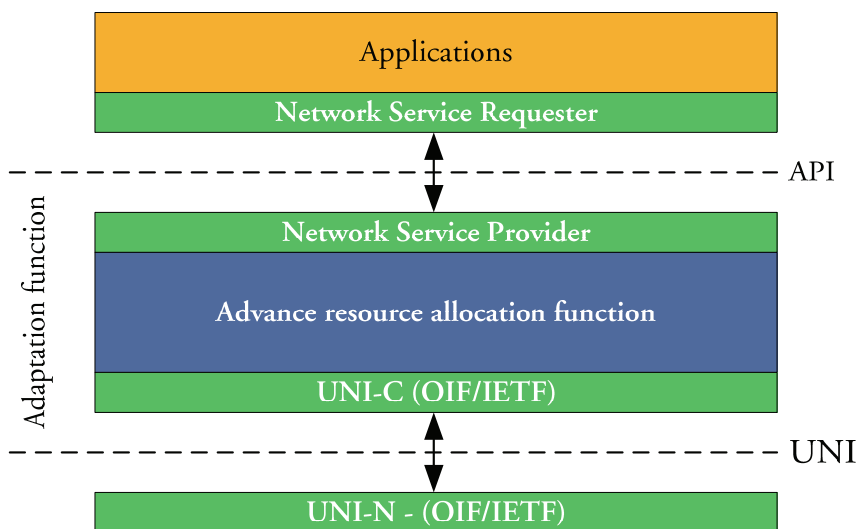 Applications
Network Service Requester
API
Network Service Provider
Adaptation function
Advance resource allocation function
UNI-C (OIF/IETF)
UNI
UNI-N - (OIF/IETF)